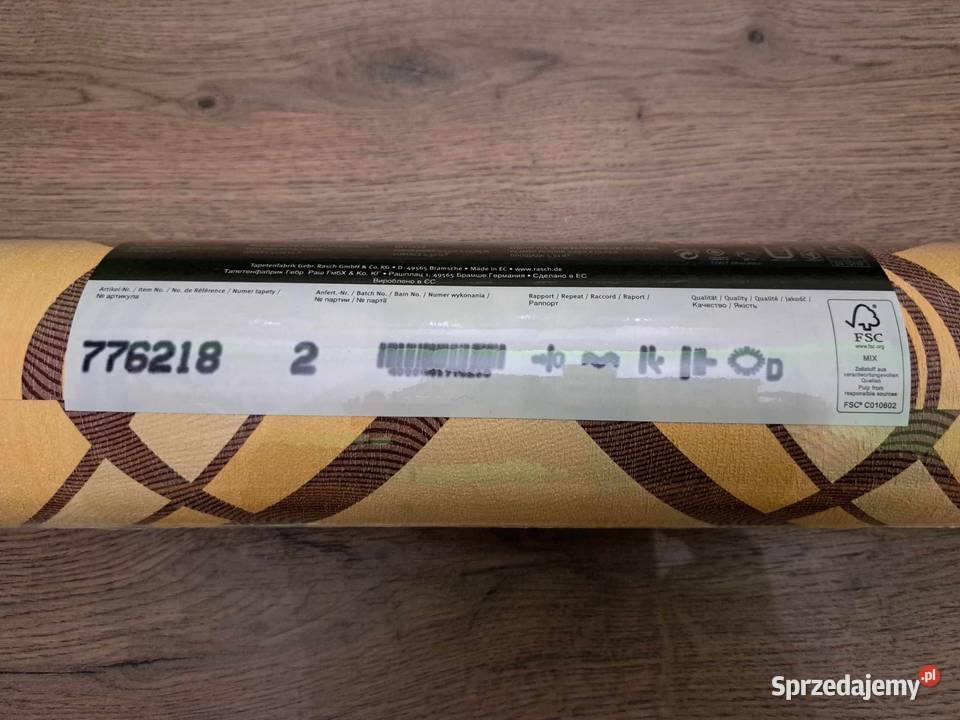 Tapetenfabrik Gebr. Rasch GmbH & Co. KG • D-49565 Bramsche • Made in EC • www.rasch.de
Тапетенфабрик Гебр. Раш ГмбХ & Ко. КГ • Рашплац 1, 49565 Брамше Германия • Сделано в ЕС
Вироблено в ЄС
Artikel-Nr. / Item No. / No. de Référence / Numer tapety /
№ артикула
Anfert.-Nr. / Batch No. / Bain No. / Numer wykonania /
№ партии / № партії
Rapport / Repeat / Raccord / Raport /
Раппорт
Qualität / Quality / Qualité / Jakość /
Качество / Якість
776218 2 D
FSC
www.fsc.org
MIX
Zellstoff aus
verantwortungsvollen
Quellen
Pulp from
responsible sources
FSC® C010602
Sprzedajemy.pl